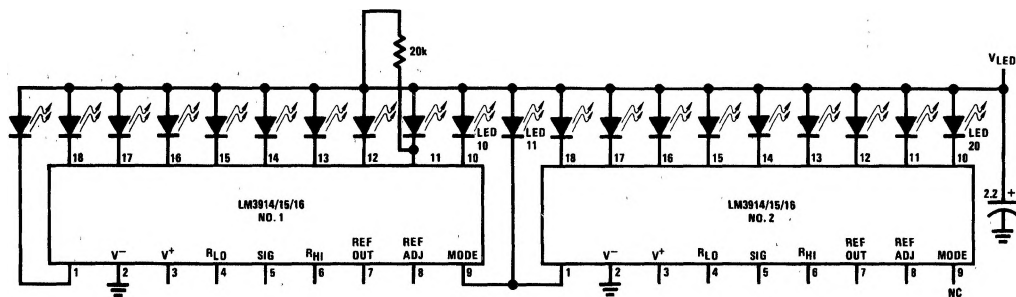 20k
V LED
LED 10
LED 11
LED 20
18 17 16 15 14 13 12 11 10
18 17 16 15 14 13 12 11 10
2.2 +
LM3914/15/16
NO. 1
LM3914/15/16
NO. 2
V− V+ RLO SIG RHI REF OUT REF ADJ MODE
V− V+ RLO SIG RHI REF OUT REF ADJ MODE
1 2 3 4 5 6 7 8 9
1 2 3 4 5 6 7 8 9
NC